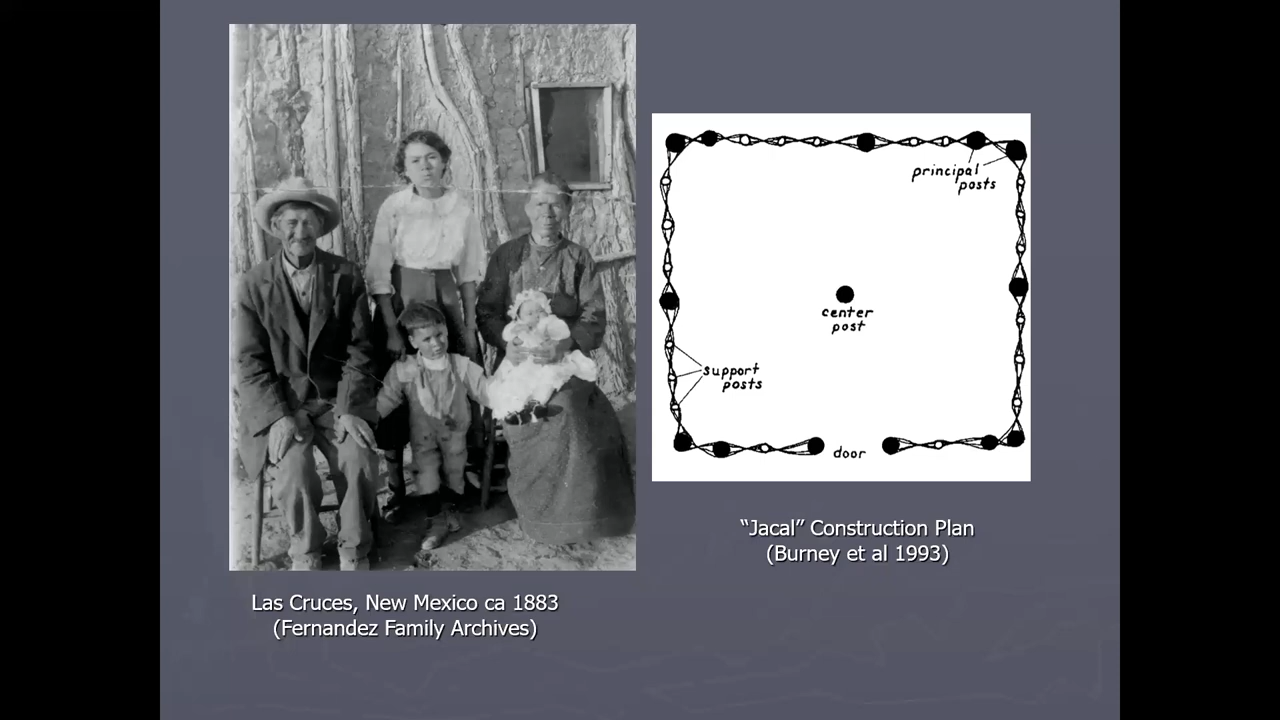 principal
posts
center
post
support
posts
door
“Jacal” Construction Plan
(Burney et al 1993)
Las Cruces, New Mexico ca 1883
(Fernandez Family Archives)